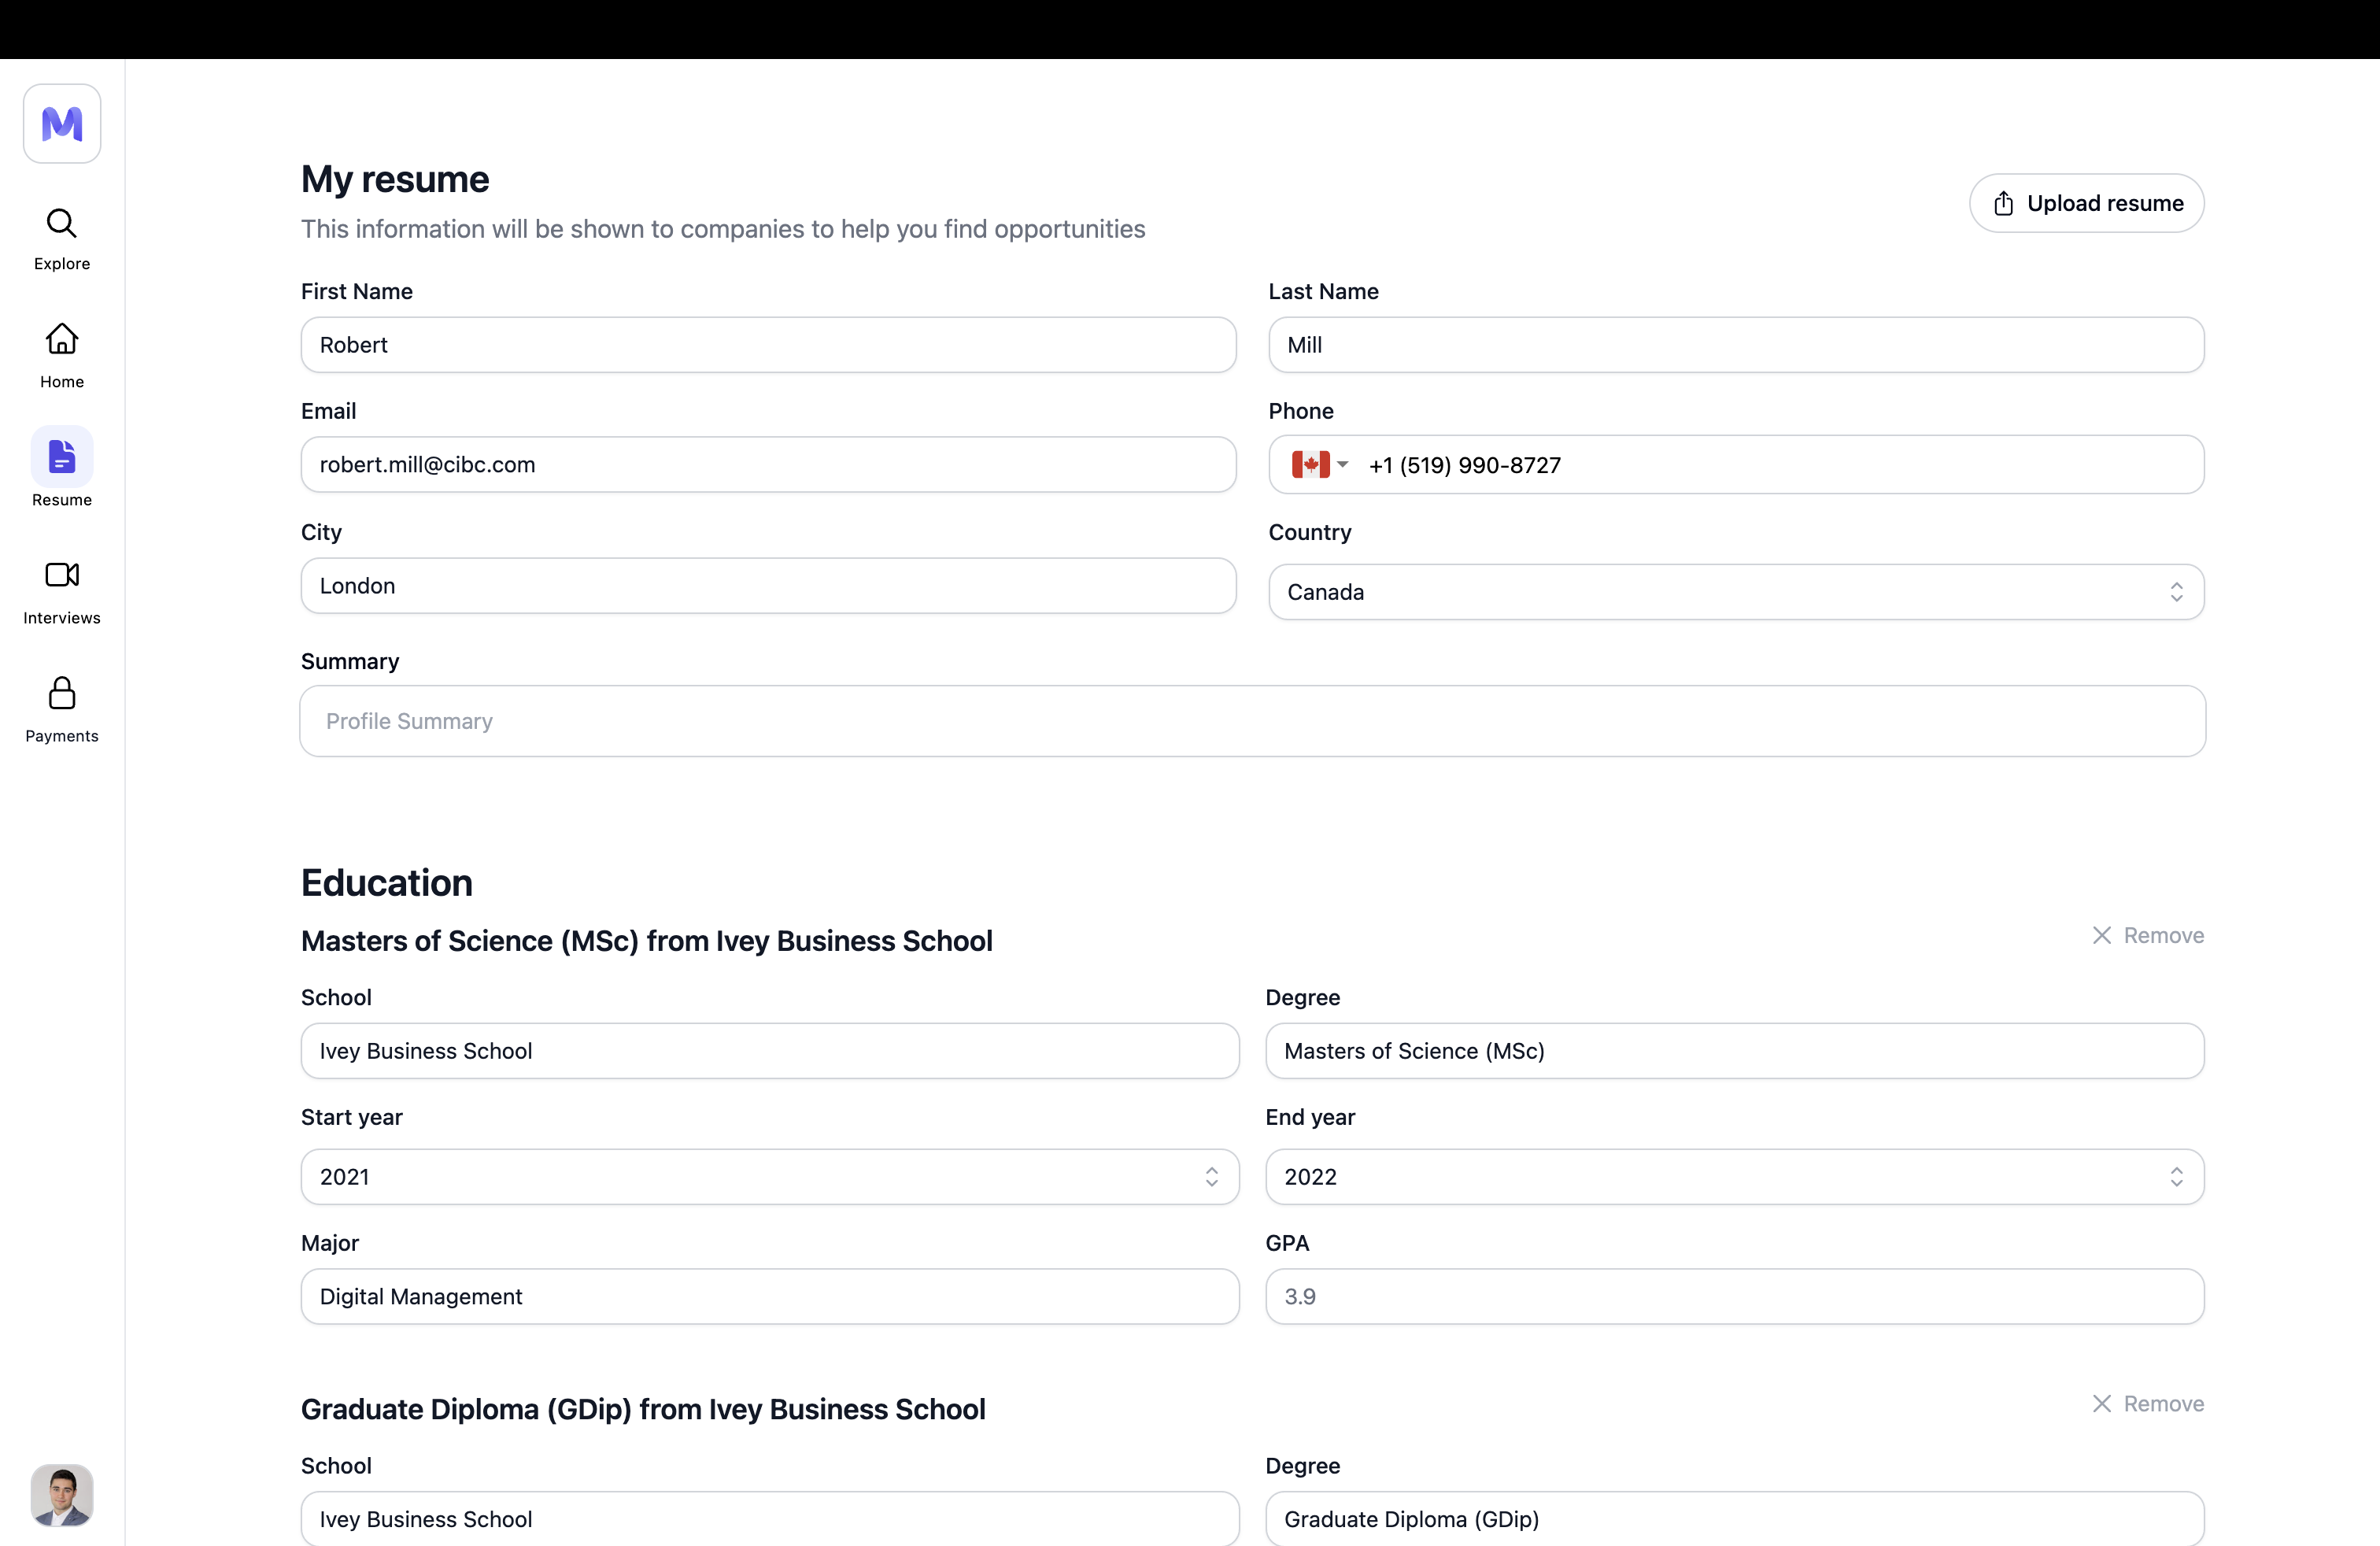 My resume
This information will be shown to companies to help you find opportunities
Upload resume
Explore
Home
Resume
Interviews
Payments
First Name
Last Name
Robert
Mill
Email
Phone
robert.mill@cibc.com
+1 (519) 990-8727
City
Country
London
Canada
Summary
Profile Summary
Education
Masters of Science (MSc) from Ivey Business School
Remove
School
Degree
Ivey Business School
Masters of Science (MSc)
Start year
End year
2021
2022
Major
GPA
Digital Management
3.9
Graduate Diploma (GDip) from Ivey Business School
Remove
School
Degree
Ivey Business School
Graduate Diploma (GDip)